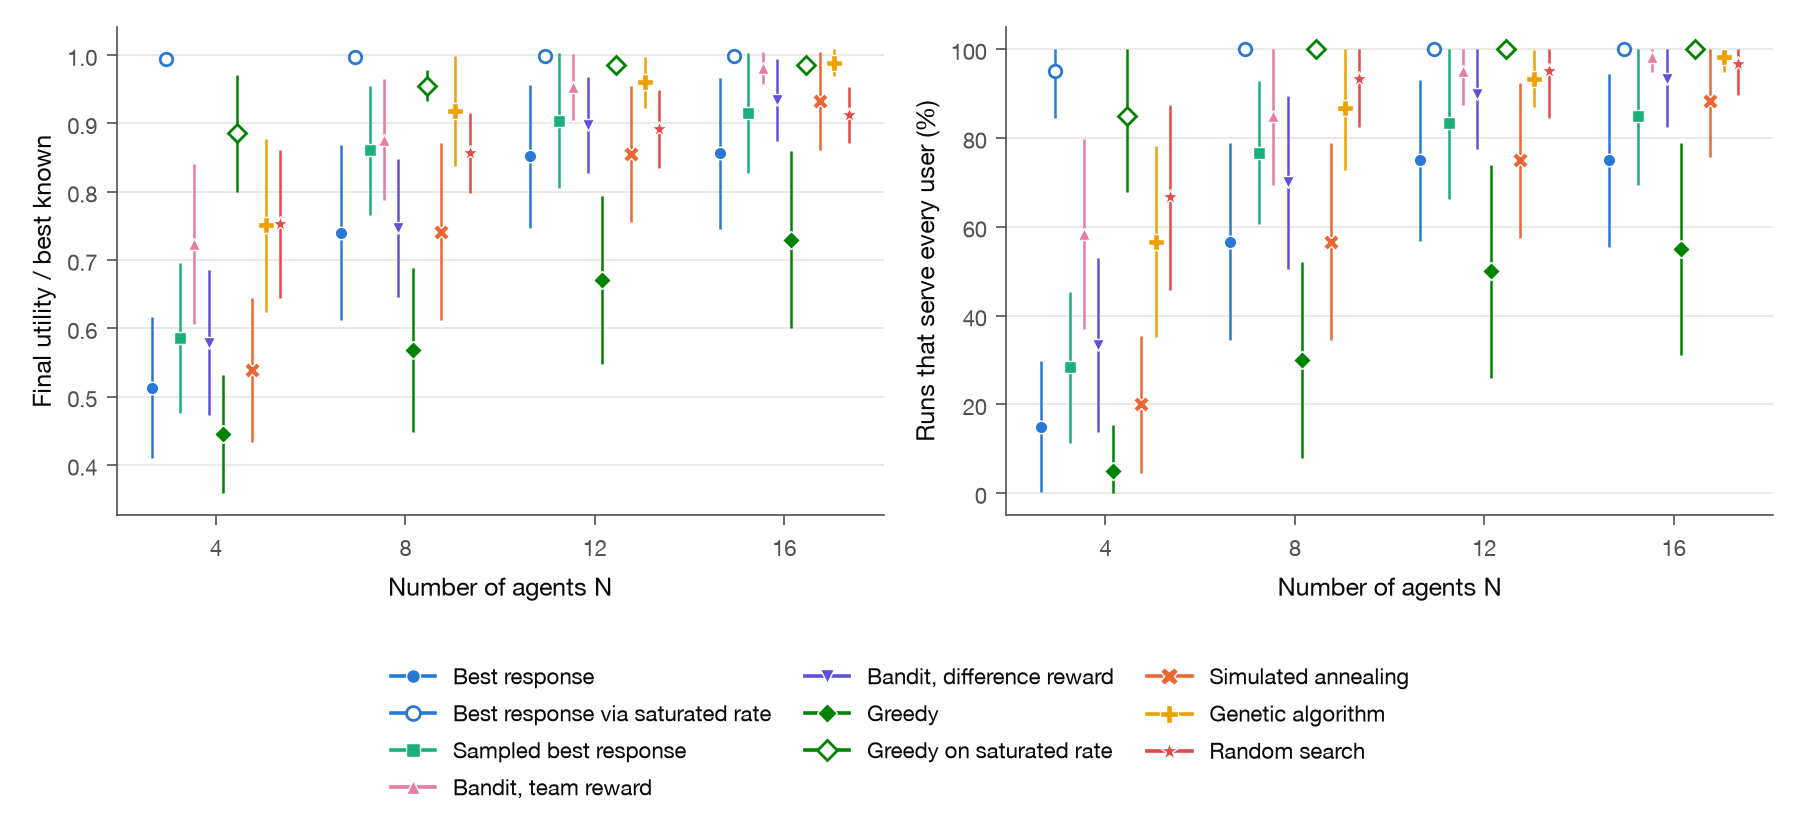 1.0
0.9
0.8
0.7
0.6
0.5
0.4
Final utility / best known
4 8 12 16
Number of agents N
100
80
60
40
20
0
Runs that serve every user (%)
4 8 12 16
Number of agents N
Best response
Best response via saturated rate
Sampled best response
Bandit, team reward
Bandit, difference reward
Greedy
Greedy on saturated rate
Simulated annealing
Genetic algorithm
Random search